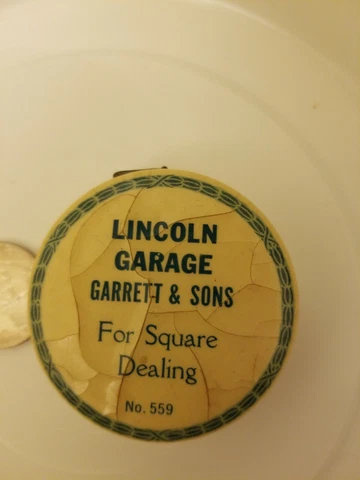 LINCOLN
GARAGE
GARRETT & SONS
For Square
Dealing
No. 559